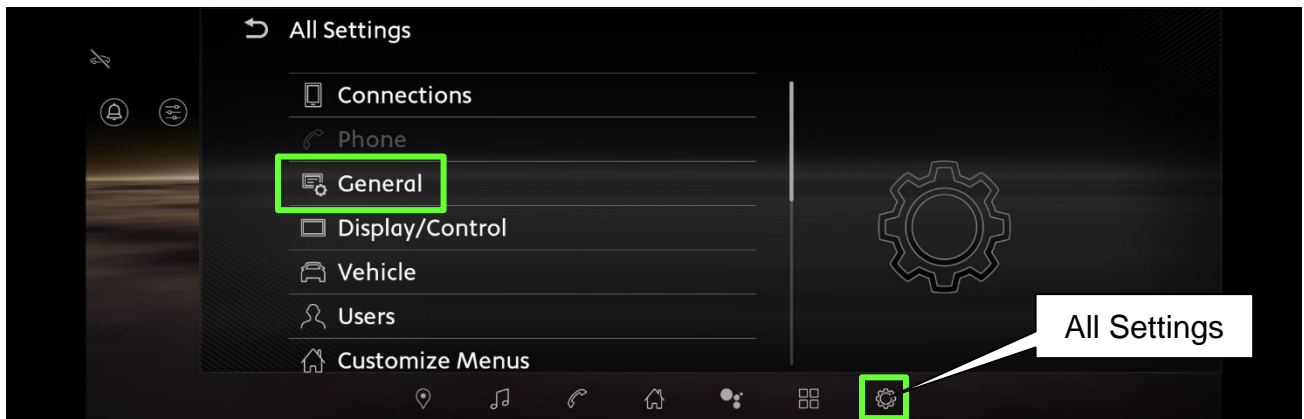 All Settings
Connections
Phone
General
Display/Control
Vehicle
Users
Customize Menus
All Settings